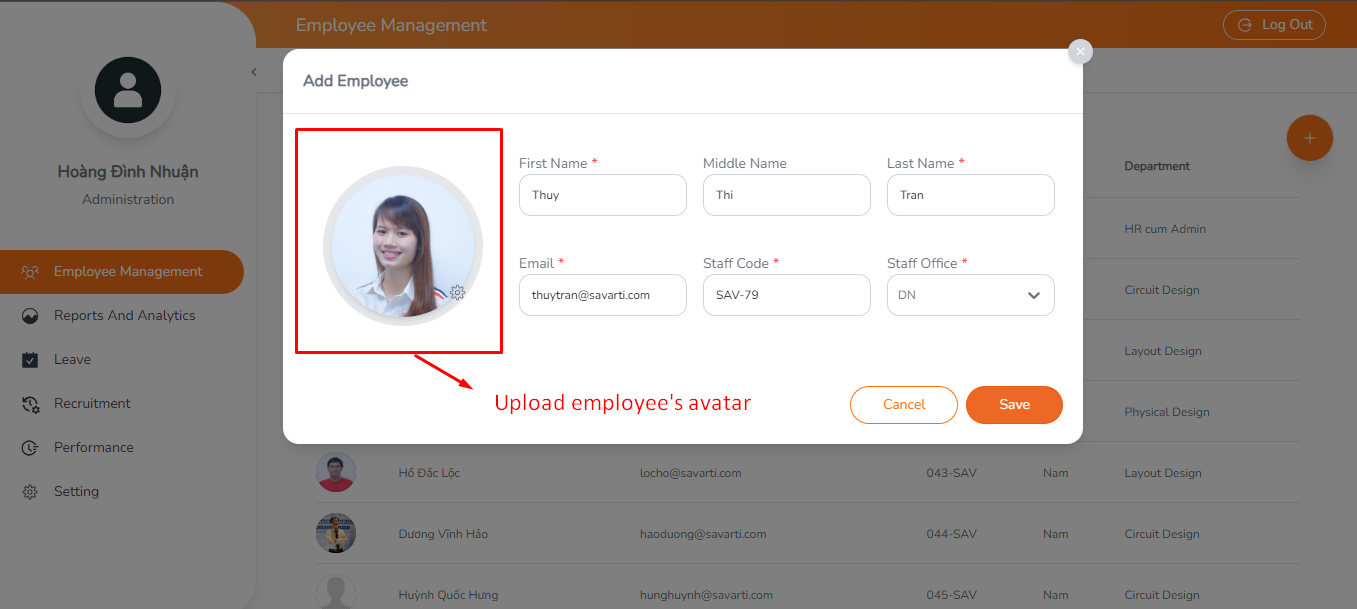 Employee Management
Log Out
Add Employee
Hoàng Đình Nhuận
Administration
Employee Management
Reports And Analytics
Leave
Recruitment
Performance
Setting
First Name *
Middle Name
Last Name *
Thuy
Thi
Tran
Email *
Staff Code *
Staff Office *
thuytran@savarti.com
SAV-79
DN
Upload employee's avatar
Cancel
Save
Department
HR cum Admin
Circuit Design
Layout Design
Physical Design
Hồ Đắc Lộc locho@savarti.com 043-SAV Nam Layout Design
Dương Vĩnh Hảo haoduong@savarti.com 044-SAV Nam Circuit Design
Huỳnh Quốc Hưng hunghuynh@savarti.com 045-SAV Nam Circuit Design